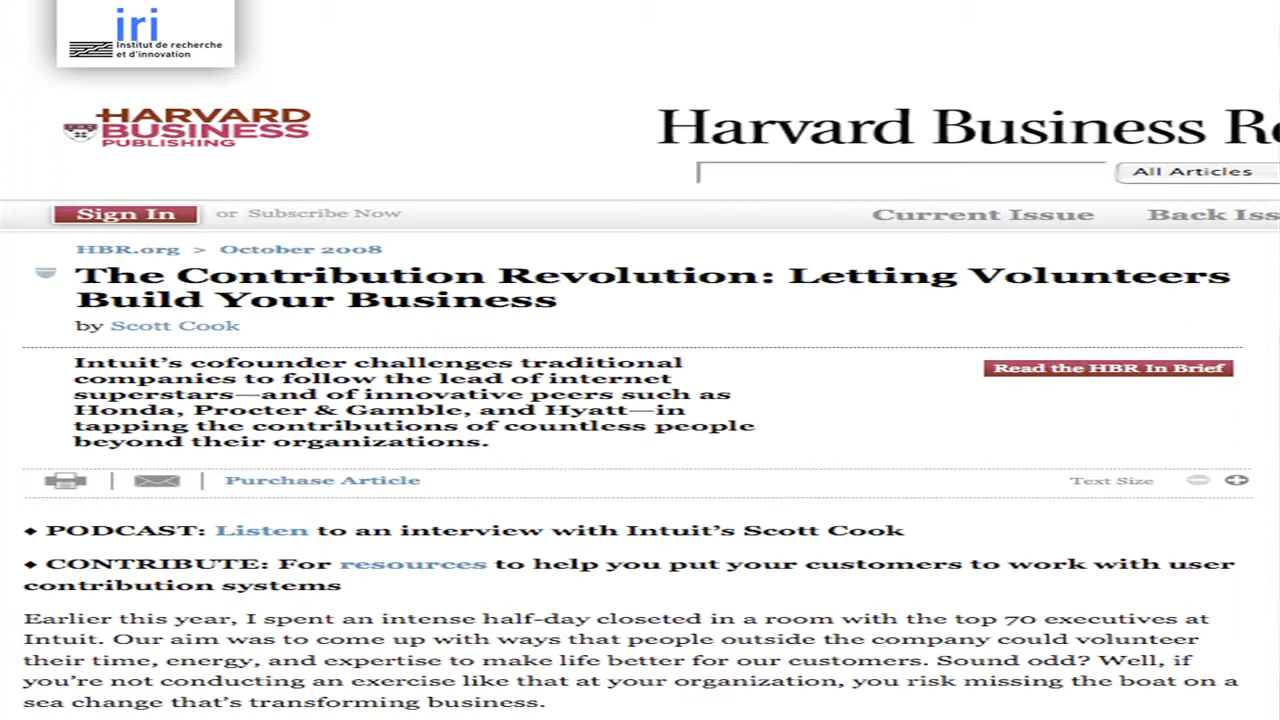 iri
Institut de recherche
et d'innovation
HARVARD
BUSINESS
PUBLISHING
Harvard Business Re
All Articles
Sign In or Subscribe Now Current Issue Back Iss
HBR.org > October 2008
The Contribution Revolution: Letting Volunteers
Build Your Business
by Scott Cook
Intuit's cofounder challenges traditional
companies to follow the lead of internet
superstars—and of innovative peers such as
Honda, Procter & Gamble, and Hyatt—in
tapping the contributions of countless people
beyond their organizations.
Read the HBR In Brief
Purchase Article Text Size
♦ PODCAST: Listen to an interview with Intuit's Scott Cook
♦ CONTRIBUTE: For resources to help you put your customers to work with user
contribution systems
Earlier this year, I spent an intense half-day closeted in a room with the top 70 executives at
Intuit. Our aim was to come up with ways that people outside the company could volunteer
their time, energy, and expertise to make life better for our customers. Sound odd? Well, if
you're not conducting an exercise like that at your organization, you risk missing the boat on a
sea change that's transforming business.